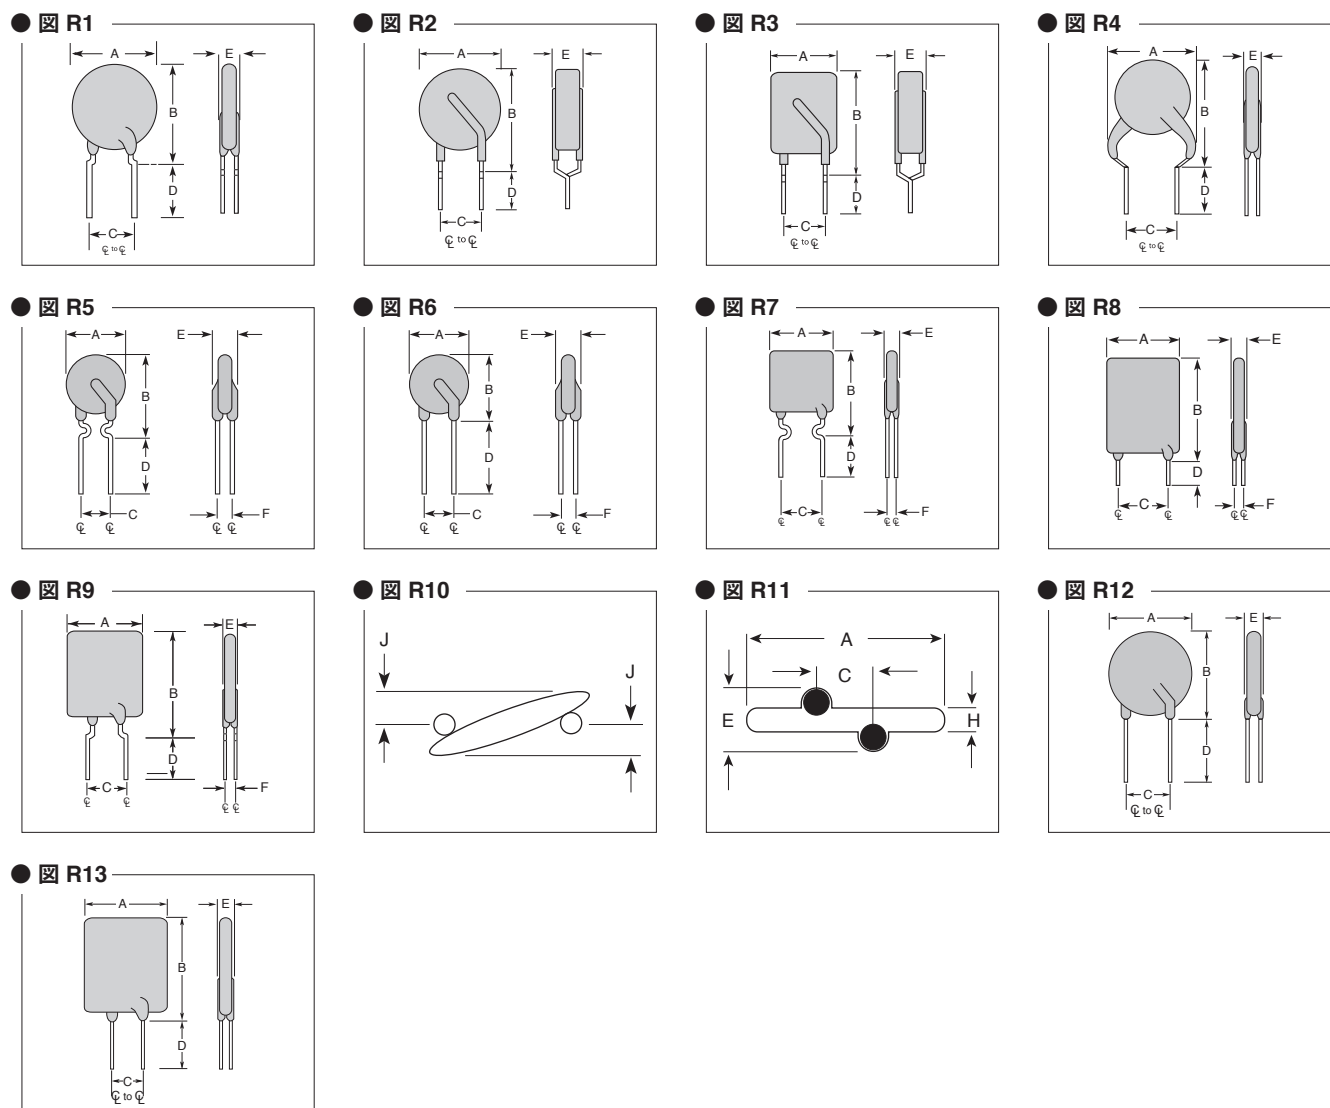 ● 図 R1
A
E
B
D
C
℄ to ℄
● 図 R2
A
E
B
D
C
℄ to ℄
● 図 R3
A
E
B
D
C
℄ to ℄
● 図 R4
A
E
B
D
C
℄ to ℄
● 図 R5
A
E
B
D
C
F
℄ ℄ ℄ ℄
● 図 R6
A
E
B
D
C
F
℄ ℄ ℄ ℄
● 図 R7
A
E
B
D
C
F
℄ ℄ ℄ ℄
● 図 R8
A
E
B
D
C
F
℄ ℄ ℄ ℄
● 図 R9
A
E
B
D
C
F
℄ ℄ ℄ ℄
● 図 R10
J
J
● 図 R11
A
C
E
H
● 図 R12
A
E
B
D
C
℄ to ℄
● 図 R13
A
E
B
D
C
℄ to ℄